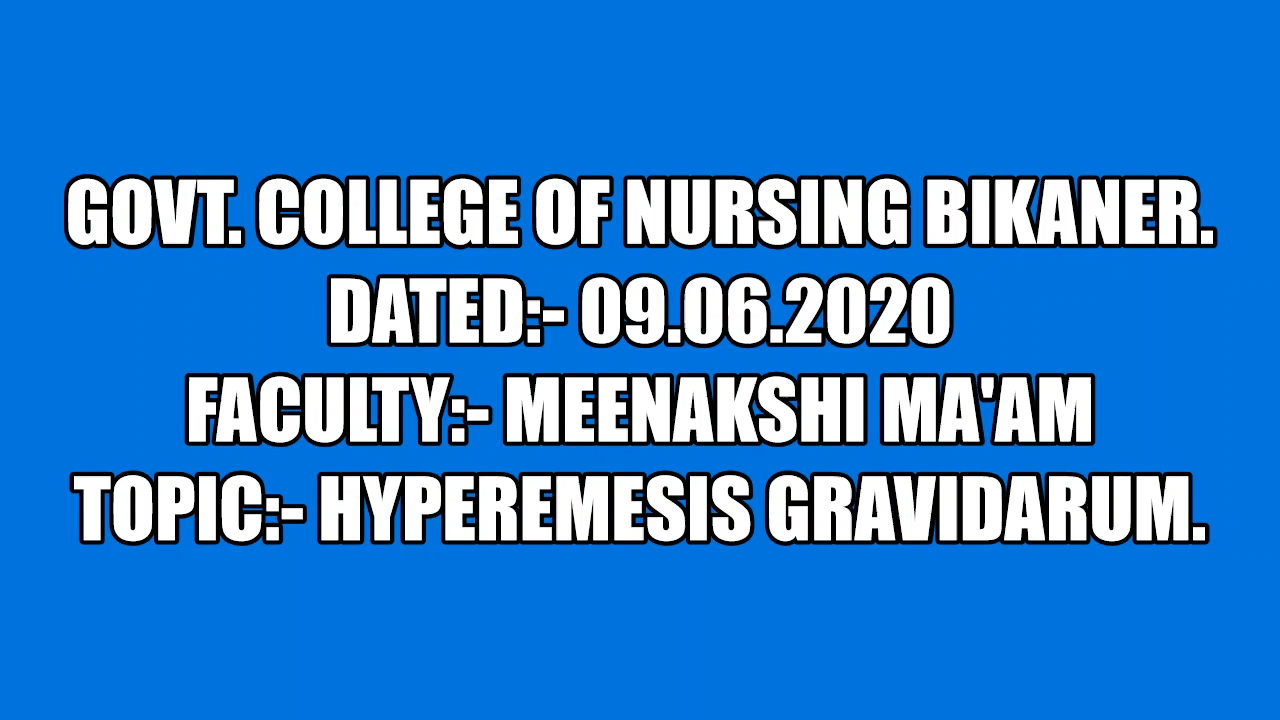 GOVT. COLLEGE OF NURSING BIKANER.
DATED:- 09.06.2020
FACULTY:- MEENAKSHI MA'AM
TOPIC:- HYPEREMESIS GRAVIDARUM.